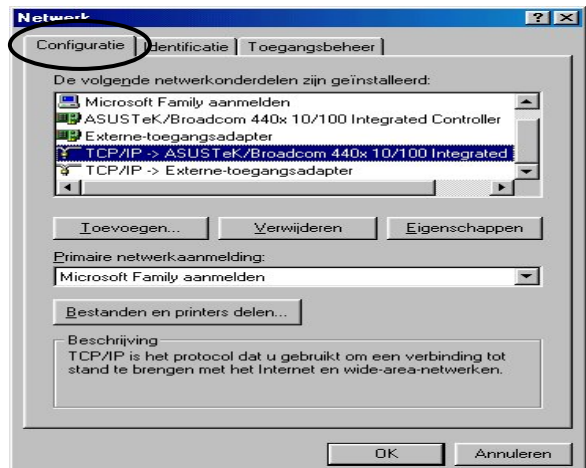 Netwerk
Configuratie Identificatie Toegangsbeheer
De volgende netwerkonderdelen zijn geïnstalleerd:
Microsoft Family aanmelden
ASUSTeK/Broadcom 440x 10/100 Integrated Controller
Externe-toegangsadapter
TCP/IP -> ASUSTeK/Broadcom 440x 10/100 Integrated
TCP/IP -> Externe-toegangsadapter
Toevoegen... Verwijderen Eigenschappen
Primaire netwerkaanmelding:
Microsoft Family aanmelden
Bestanden en printers delen...
Beschrijving
TCP/IP is het protocol dat u gebruikt om een verbinding tot
stand te brengen met het Internet en wide-area-netwerken.
OK Annuleren